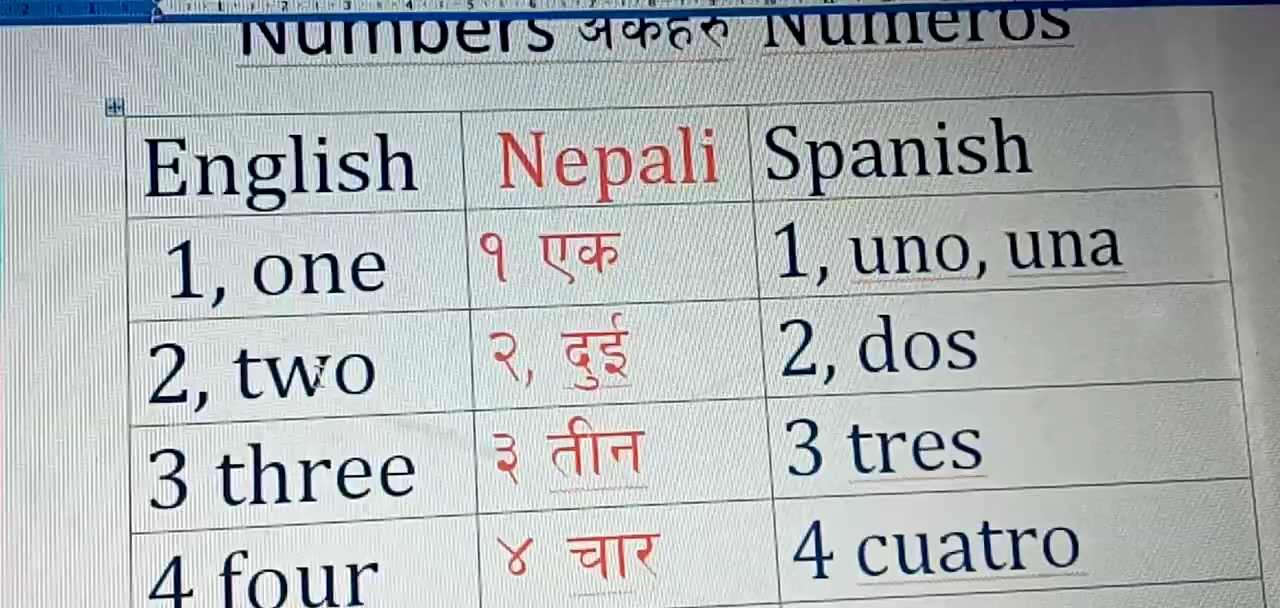 Numbers अंकहरु Numeros
English Nepali Spanish
1, one १ एक 1, uno, una
2, two २, दुई 2, dos
3 three ३ तीन 3 tres
4 four ४ चार 4 cuatro